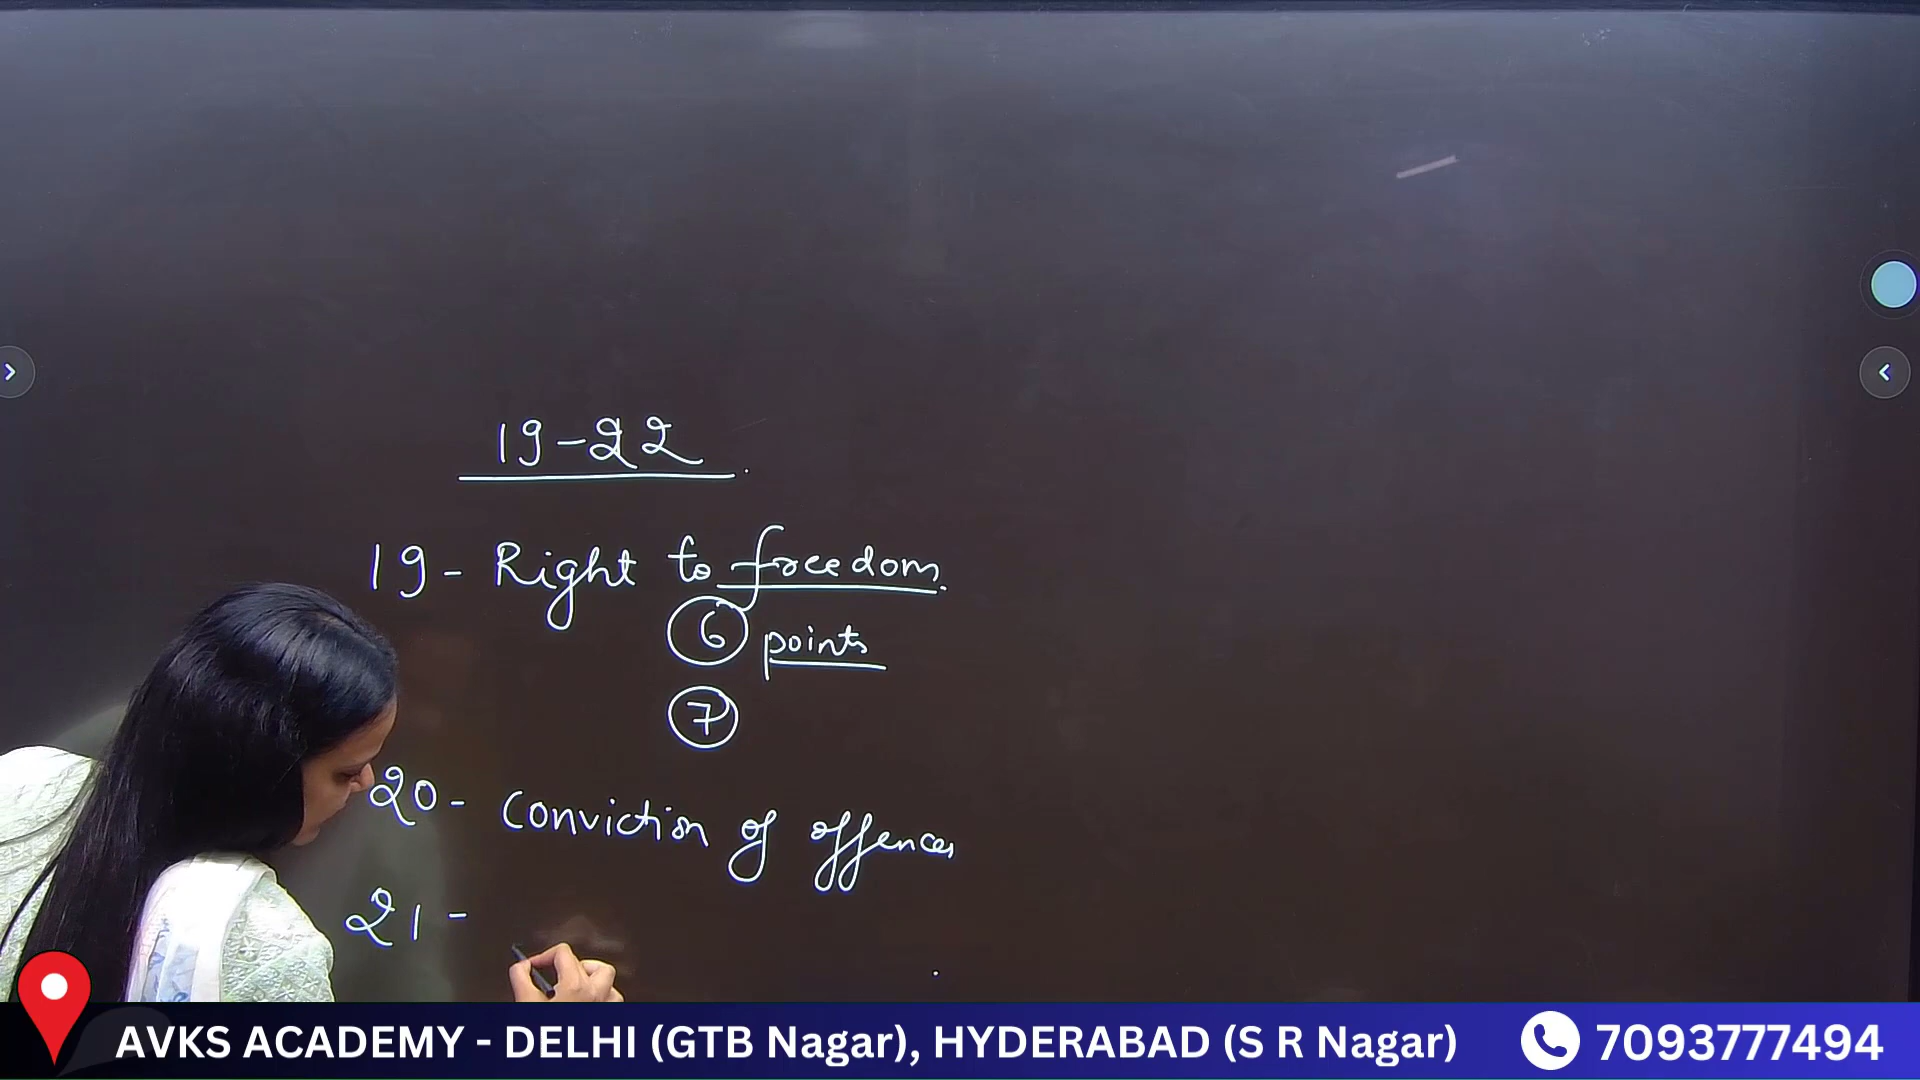 19-22
19- Right to freedom.
6 points
7
20- Conviction of offences
21-
AVKS ACADEMY - DELHI (GTB Nagar), HYDERABAD (S R Nagar)
7093777494